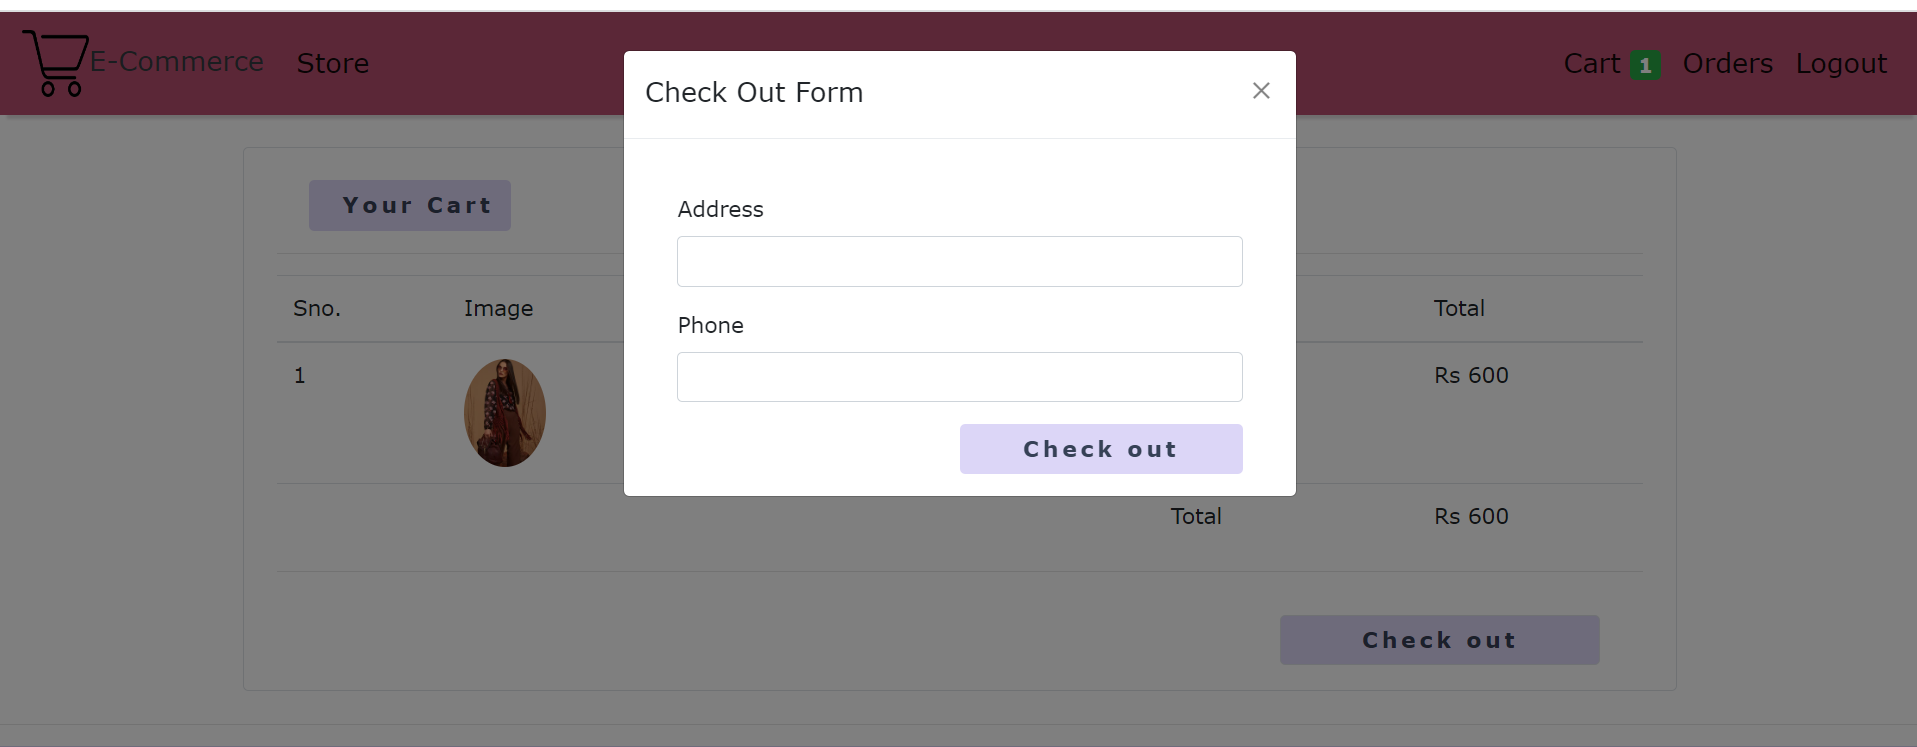 E-Commerce Store Cart 1 Orders Logout
Check Out Form ×
Your Cart
Address
Sno. Image Total
Phone
1 Rs 600
Check out
Total Rs 600
Check out